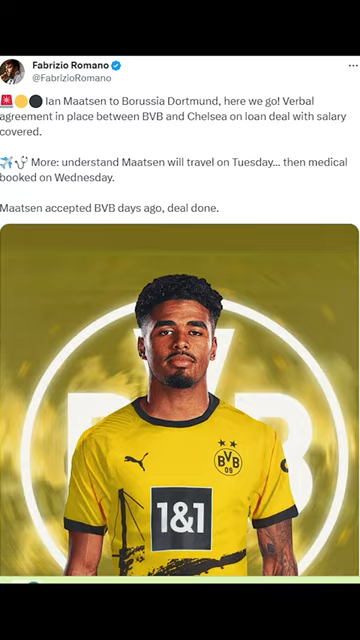 Fabrizio Romano
@FabrizioRomano
🚨🟡⚫ Ian Maatsen to Borussia Dortmund, here we go! Verbal
agreement in place between BVB and Chelsea on loan deal with salary
covered.
✈️🩺 More: understand Maatsen will travel on Tuesday... then medical
booked on Wednesday.
Maatsen accepted BVB days ago, deal done.
BVB
09
1&1